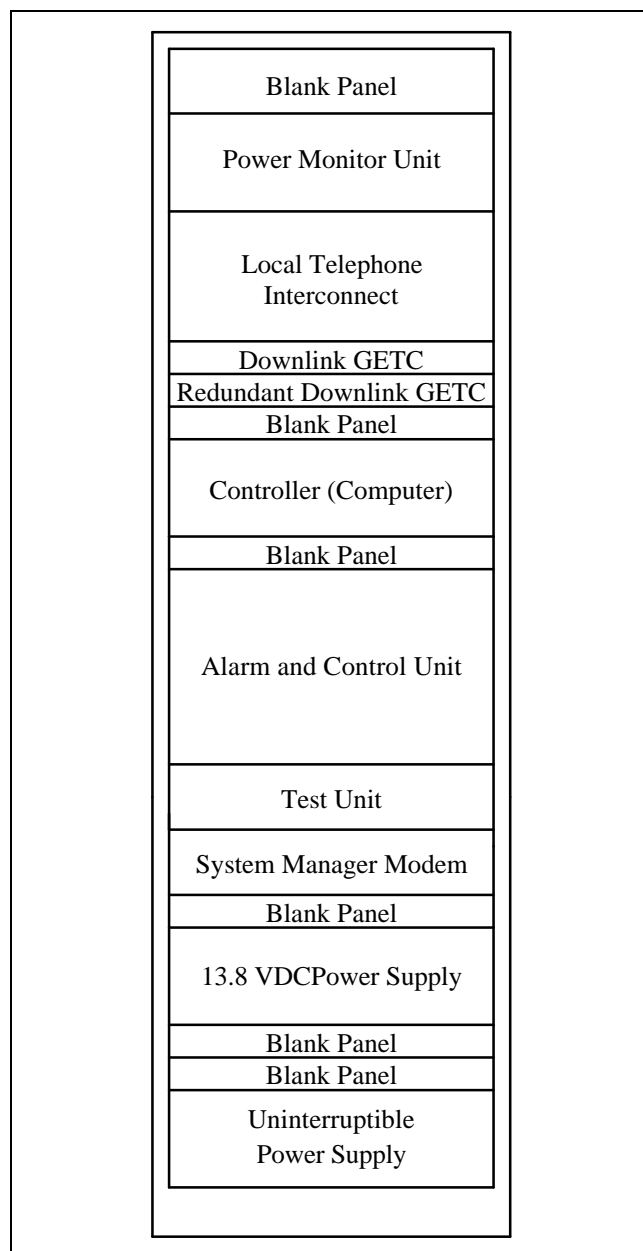 Blank Panel
Power Monitor Unit
Local Telephone
Interconnect
Downlink GETC
Redundant Downlink GETC
Blank Panel
Controller (Computer)
Blank Panel
Alarm and Control Unit
Test Unit
System Manager Modem
Blank Panel
13.8 VDCPower Supply
Blank Panel
Blank Panel
Uninterruptible
Power Supply